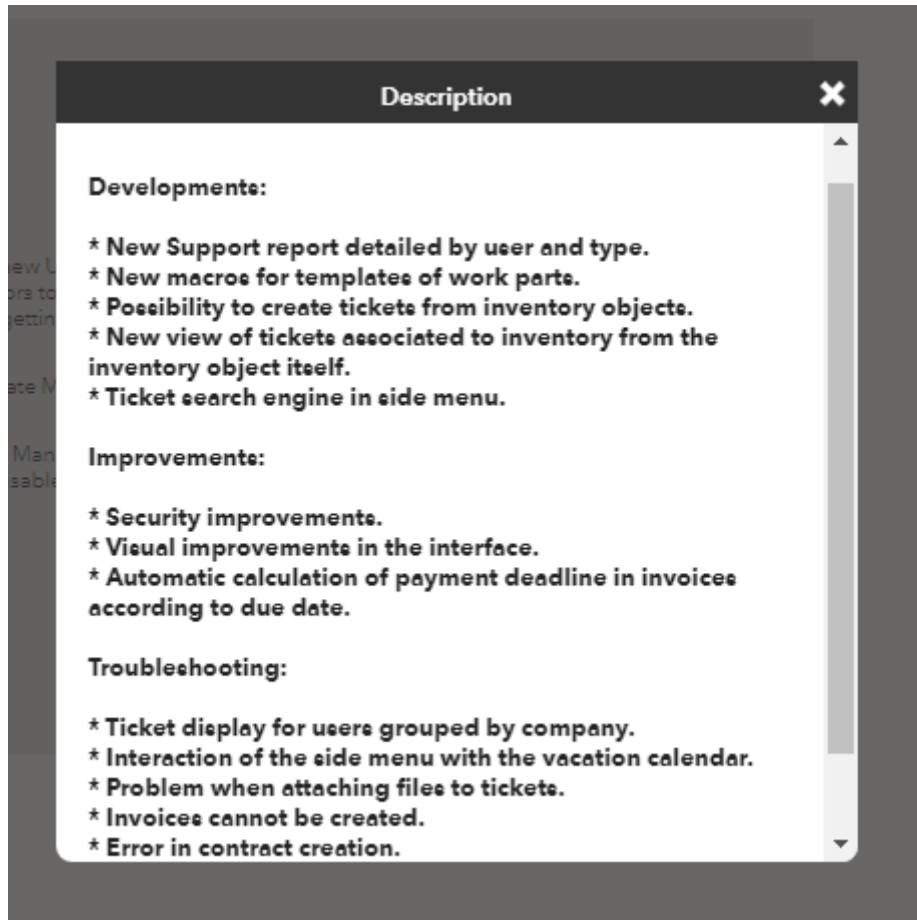 Description
Developments:
* New Support report detailed by user and type.
* New macros for templates of work parts.
* Possibility to create tickets from inventory objects.
* New view of tickets associated to inventory from the
inventory object itself.
* Ticket search engine in side menu.
Improvements:
* Security improvements.
* Visual improvements in the interface.
* Automatic calculation of payment deadline in invoices
according to due date.
Troubleshooting:
* Ticket display for users grouped by company.
* Interaction of the side menu with the vacation calendar.
* Problem when attaching files to tickets.
* Invoices cannot be created.
* Error in contract creation.